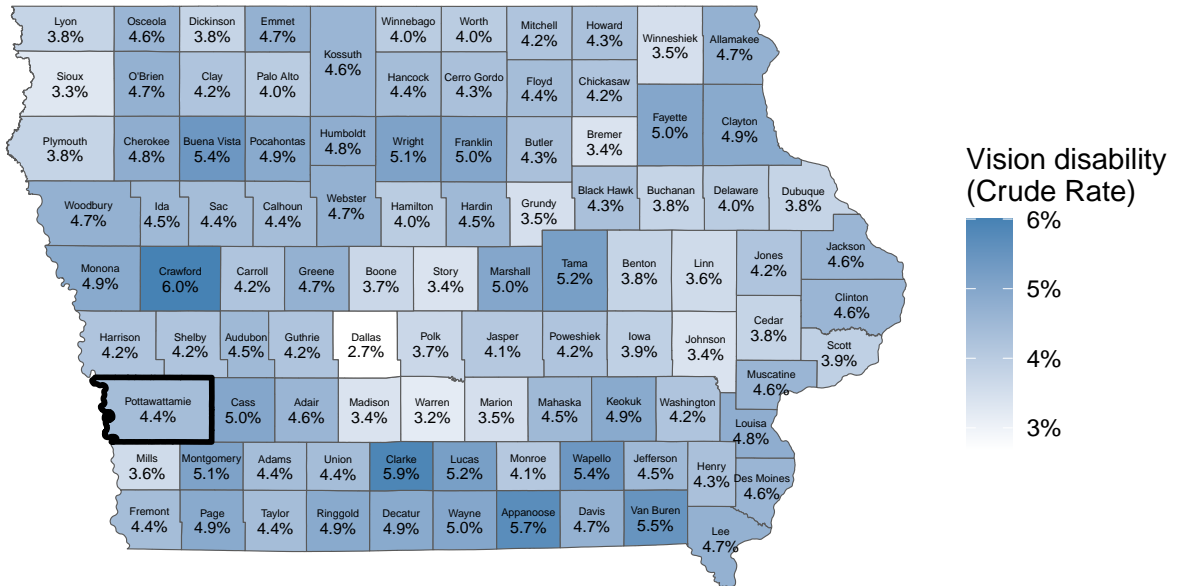 Lyon
3.8%
Osceola
4.6%
Dickinson
3.8%
Emmet
4.7%
Kossuth
4.6%
Winnebago
4.0%
Worth
4.0%
Mitchell
4.2%
Howard
4.3%
Winneshiek
3.5%
Allamakee
4.7%
Sioux
3.3%
O'Brien
4.7%
Clay
4.2%
Palo Alto
4.0%
Hancock
4.4%
Cerro Gordo
4.3%
Floyd
4.4%
Chickasaw
4.2%
Fayette
5.0%
Clayton
4.9%
Plymouth
3.8%
Cherokee
4.8%
Buena Vista
5.4%
Pocahontas
4.9%
Humboldt
4.8%
Wright
5.1%
Franklin
5.0%
Butler
4.3%
Bremer
3.4%
Woodbury
4.7%
Ida
4.5%
Sac
4.4%
Calhoun
4.4%
Webster
4.7%
Hamilton
4.0%
Hardin
4.5%
Grundy
3.5%
Black Hawk
4.3%
Buchanan
3.8%
Delaware
4.0%
Dubuque
3.8%
Monona
4.9%
Crawford
6.0%
Carroll
4.2%
Greene
4.7%
Boone
3.7%
Story
3.4%
Marshall
5.0%
Tama
5.2%
Benton
3.8%
Linn
3.6%
Jones
4.2%
Jackson
4.6%
Clinton
4.6%
Harrison
4.2%
Shelby
4.2%
Audubon
4.5%
Guthrie
4.2%
Dallas
2.7%
Polk
3.7%
Jasper
4.1%
Poweshiek
4.2%
Iowa
3.9%
Johnson
3.4%
Cedar
3.8%
Scott
3.9%
Muscatine
4.6%
Pottawattamie
4.4%
Cass
5.0%
Adair
4.6%
Madison
3.4%
Warren
3.2%
Marion
3.5%
Mahaska
4.5%
Keokuk
4.9%
Washington
4.2%
Louisa
4.8%
Mills
3.6%
Montgomery
5.1%
Adams
4.4%
Union
4.4%
Clarke
5.9%
Lucas
5.2%
Monroe
4.1%
Wapello
5.4%
Jefferson
4.5%
Henry
4.3%
Des Moines
4.6%
Fremont
4.4%
Page
4.9%
Taylor
4.4%
Ringgold
4.9%
Decatur
4.9%
Wayne
5.0%
Appanoose
5.7%
Davis
4.7%
Van Buren
5.5%
Lee
4.7%
Vision disability
(Crude Rate)
6%
5%
4%
3%